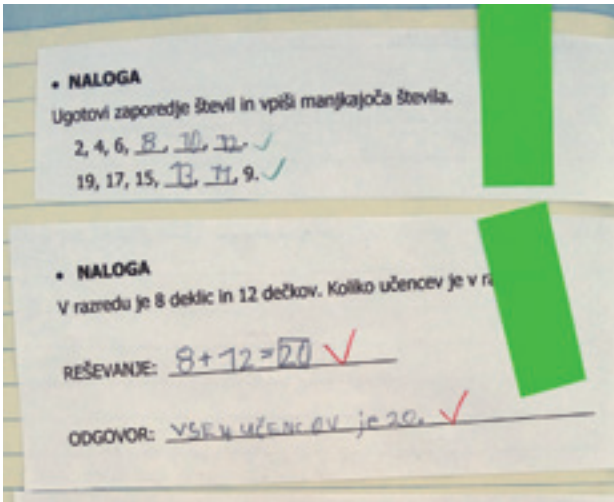 • NALOGA
Ugotovi zaporedje števil in vpiši manjkajoča števila.
2, 4, 6, 8, 10, 12.
19, 17, 15, 13, 11, 9.
• NALOGA
V razredu je 8 deklic in 12 dečkov. Koliko učencev je v
REŠEVANJE: 8+12=20
ODGOVOR: VSEH UČENCOV je 20.